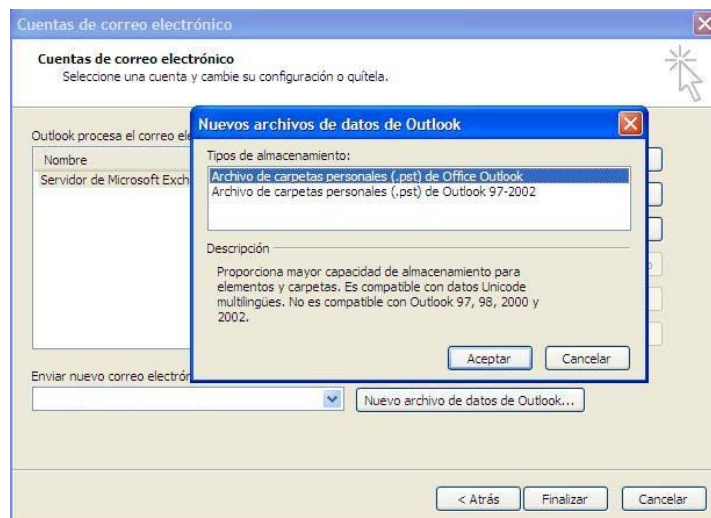 Cuentas de correo electrónico
Cuentas de correo electrónico
Seleccione una cuenta y cambie su configuración o quítela.
Nuevos archivos de datos de Outlook
Outlook procesa el correo
Tipos de almacenamiento:
Nombre
Archivo de carpetas personales (.pst) de Office Outlook
Servidor de Microsoft
Archivo de carpetas personales (.pst) de Outlook 97-2002
Descripción
Proporciona mayor capacidad de almacenamiento para
elementos y carpetas. Es compatible con datos Unicode
multilingües. No es compatible con Outlook 97, 98, 2000 y
2002.
Aceptar
Cancelar
Enviar nuevo correo
Nuevo archivo de datos de Outlook...
< Atrás
Finalizar
Cancelar